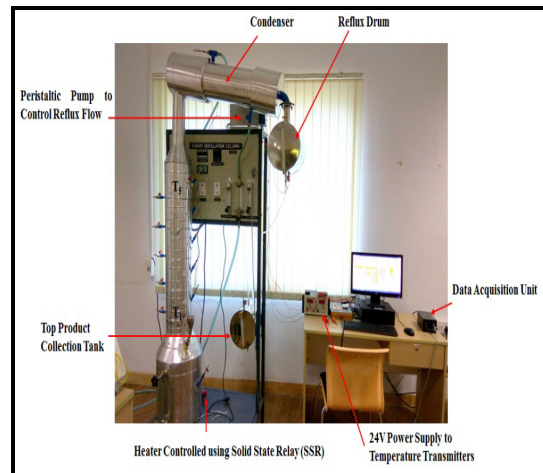 Condenser
Reflux Drum
Peristaltic Pump to
Control Reflux Flow
T5
Data Acquisition Unit
Top Product
Collection Tank
Heater Controlled using Solid State Relay (SSR)
24V Power Supply to
Temperature Transmitters